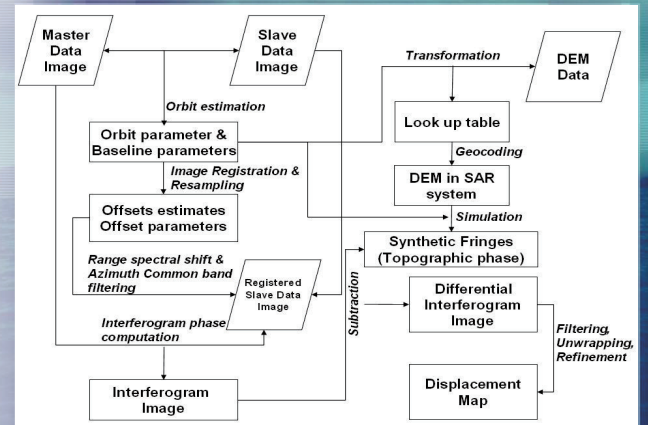 Master
Data
Image
Slave
Data
Image
Transformation
DEM
Data
Orbit estimation
Orbit parameter &
Baseline parameters
Look up table
Geocoding
Image Registration &
Resampling
DEM in SAR
system
Offsets estimates
Offset parameters
Simulation
Synthetic Fringes
(Topographic phase)
Range spectral shift &
Azimuth Common band
filtering
Registered
Slave Data
Image
Subtraction
Differential
Interferogram
Image
Interferogram phase
computation
Filtering,
Unwrapping,
Refinement
Interferogram
Image
Displacement
Map